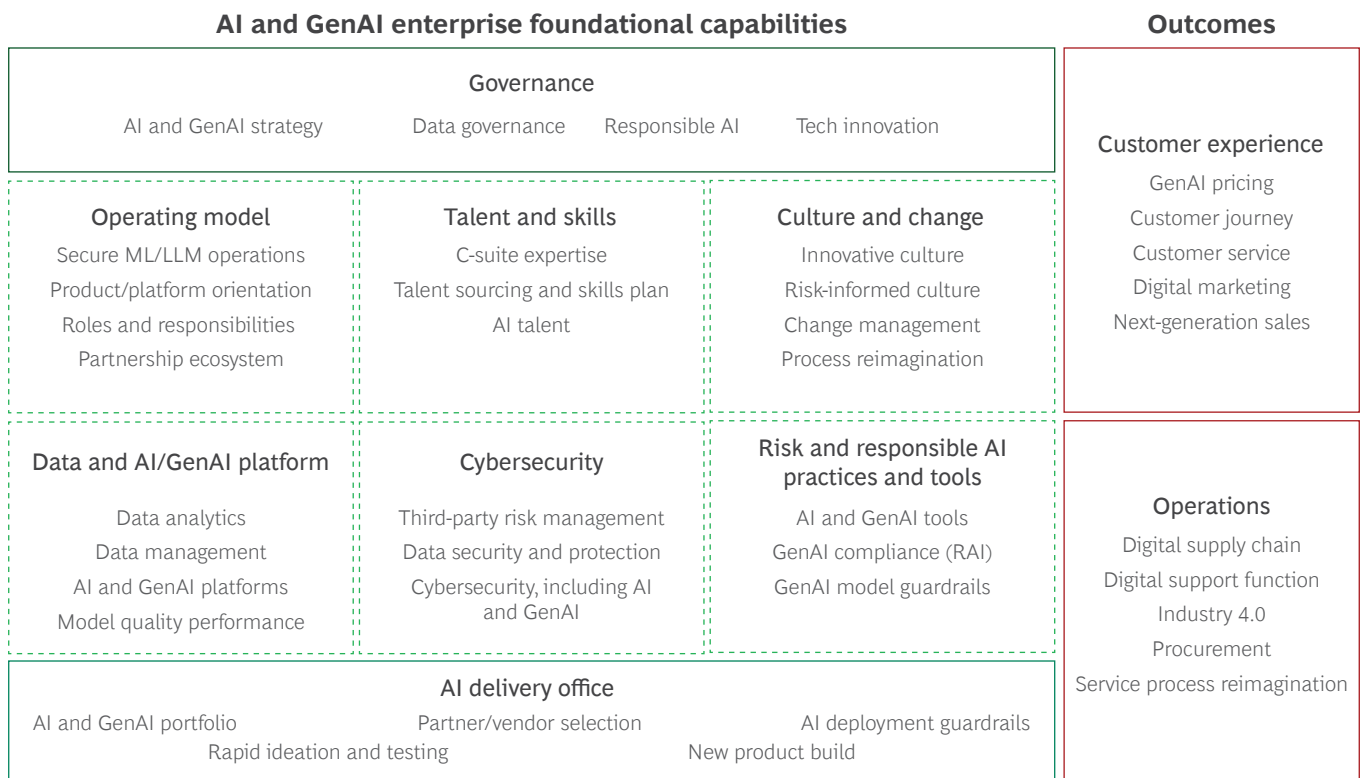 AI and GenAI enterprise foundational capabilities
Governance
AI and GenAI strategy
Data governance
Responsible AI
Tech innovation
Operating model
Secure ML/LLM operations
Product/platform orientation
Roles and responsibilities
Partnership ecosystem
Talent and skills
C-suite expertise
Talent sourcing and skills plan
AI talent
Culture and change
Innovative culture
Risk-informed culture
Change management
Process reimagination
Data and AI/GenAI platform
Data analytics
Data management
AI and GenAI platforms
Model quality performance
Cybersecurity
Third-party risk management
Data security and protection
Cybersecurity, including AI
and GenAI
Risk and responsible AI
practices and tools
AI and GenAI tools
GenAI compliance (RAI)
GenAI model guardrails
AI delivery office
AI and GenAI portfolio
Partner/vendor selection
AI deployment guardrails
Rapid ideation and testing
New product build
Outcomes
Customer experience
GenAI pricing
Customer journey
Customer service
Digital marketing
Next-generation sales
Operations
Digital supply chain
Digital support function
Industry 4.0
Procurement
Service process reimagination